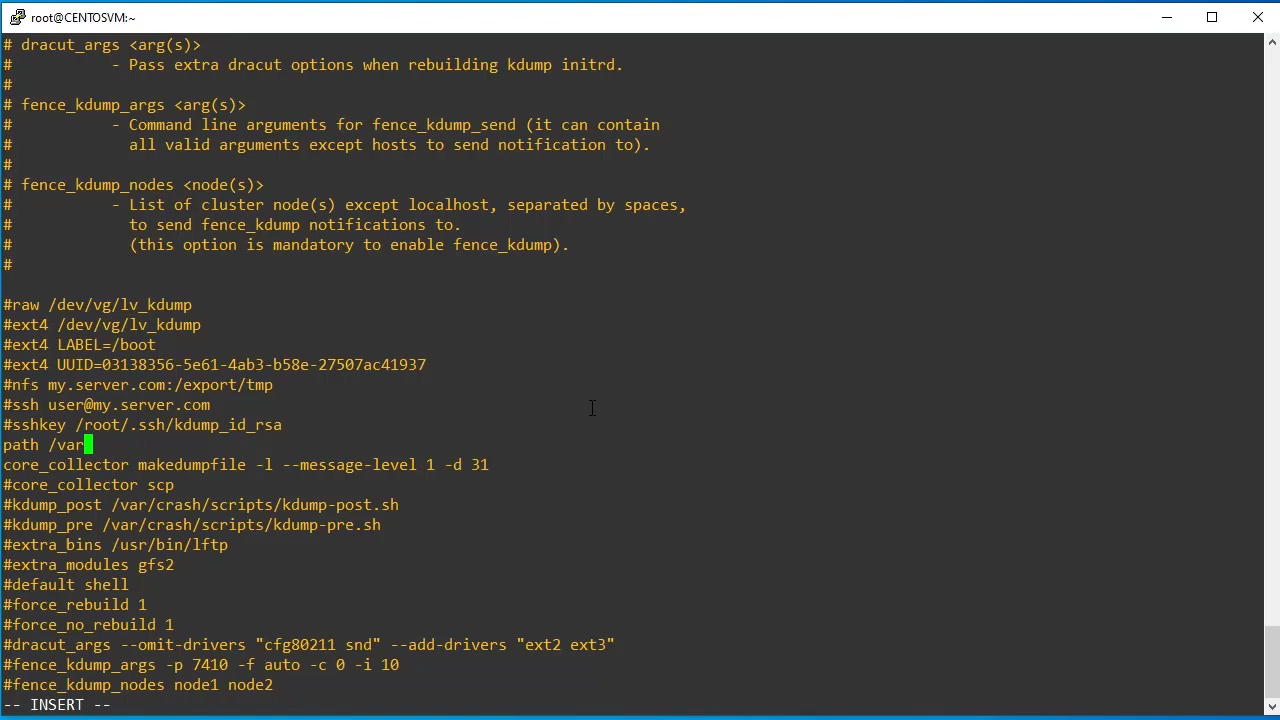 root@CENTOSVM:~
# dracut_args <arg(s)>
#           - Pass extra dracut options when rebuilding kdump initrd.
#
# fence_kdump_args <arg(s)>
#           - Command line arguments for fence_kdump_send (it can contain
#             all valid arguments except hosts to send notification to).
#
# fence_kdump_nodes <node(s)>
#           - List of cluster node(s) except localhost, separated by spaces,
#             to send fence_kdump notifications to.
#             (this option is mandatory to enable fence_kdump).
#
#raw /dev/vg/lv_kdump
#ext4 /dev/vg/lv_kdump
#ext4 LABEL=/boot
#ext4 UUID=03138356-5e61-4ab3-b58e-27507ac41937
#nfs my.server.com:/export/tmp
#ssh user@my.server.com
#sshkey /root/.ssh/kdump_id_rsa
path /var
core_collector makedumpfile -l --message-level 1 -d 31
#core_collector scp
#kdump_post /var/crash/scripts/kdump-post.sh
#kdump_pre /var/crash/scripts/kdump-pre.sh
#extra_bins /usr/bin/lftp
#extra_modules gfs2
#default shell
#force_rebuild 1
#force_no_rebuild 1
#dracut_args --omit-drivers "cfg80211 snd" --add-drivers "ext2 ext3"
#fence_kdump_args -p 7410 -f auto -c 0 -i 10
#fence_kdump_nodes node1 node2
-- INSERT --